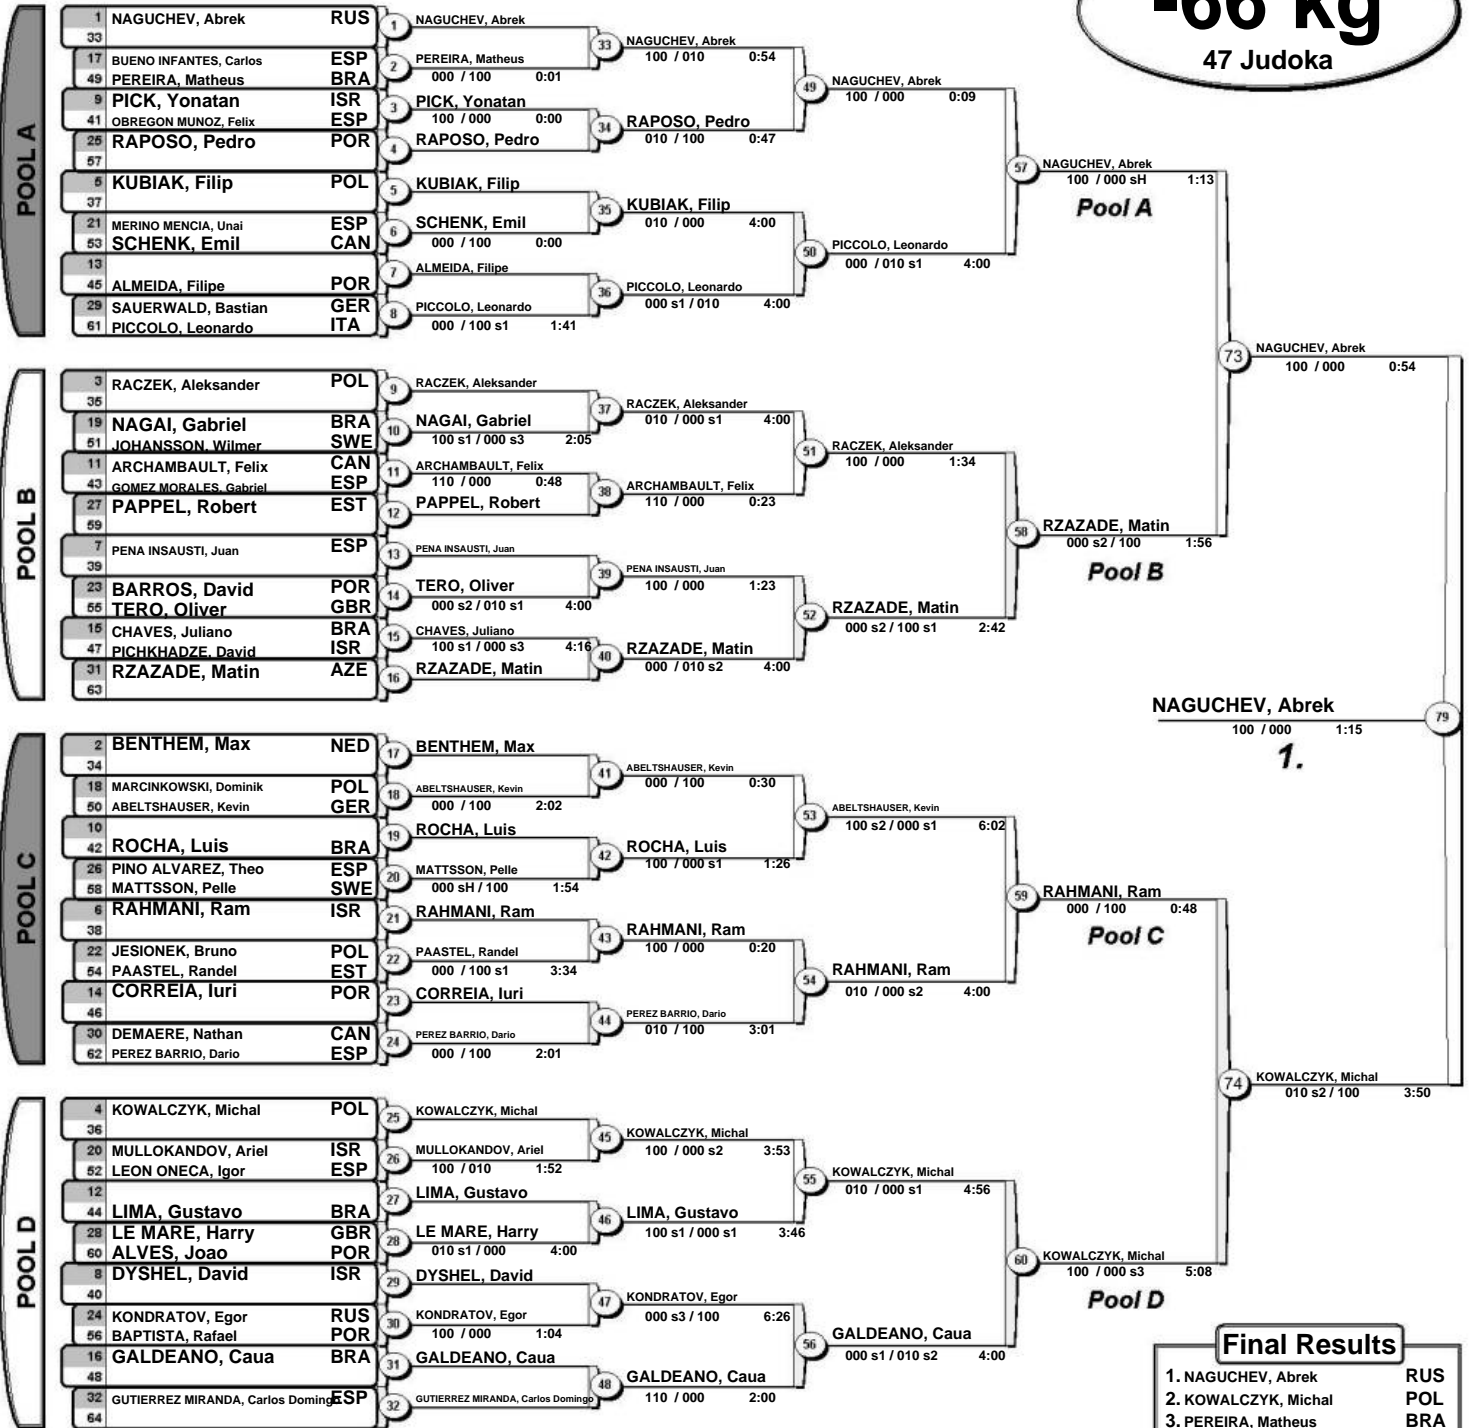 -66 kg
47 Judoka
POOL A
1 NAGUCHEV, Abrek RUS
33
17 BUENO INFANTES, Carlos ESP
49 PEREIRA, Matheus BRA
9 PICK, Yonatan ISR
41 OBREGON MUNOZ, Felix ESP
25 RAPOSO, Pedro POR
57
5 KUBIAK, Filip POL
37
21 MERINO MENCIA, Unai ESP
53 SCHENK, Emil CAN
13
45 ALMEIDA, Filipe POR
29 SAUERWALD, Bastian GER
61 PICCOLO, Leonardo ITA
1 NAGUCHEV, Abrek
2 PEREIRA, Matheus
000 / 100 0:01
3 PICK, Yonatan
100 / 000 0:00
4 RAPOSO, Pedro
5 KUBIAK, Filip
6 SCHENK, Emil
000 / 100 0:00
7 ALMEIDA, Filipe
8 PICCOLO, Leonardo
000 / 100 s1 1:41
33 NAGUCHEV, Abrek
100 / 010 0:54
34 RAPOSO, Pedro
010 / 100 0:47
35 KUBIAK, Filip
010 / 000 4:00
36 PICCOLO, Leonardo
000 s1 / 010 4:00
49 NAGUCHEV, Abrek
100 / 000 0:09
50 PICCOLO, Leonardo
000 / 010 s1 4:00
57 NAGUCHEV, Abrek
100 / 000 sH 1:13
Pool A
POOL B
3 RACZEK, Aleksander POL
35
19 NAGAI, Gabriel BRA
51 JOHANSSON, Wilmer SWE
11 ARCHAMBAULT, Felix CAN
43 GOMEZ MORALES, Gabriel ESP
27 PAPPEL, Robert EST
59
7 PENA INSAUSTI, Juan ESP
39
23 BARROS, David POR
55 TERO, Oliver GBR
15 CHAVES, Juliano BRA
47 PICHKHADZE, David ISR
31 RZAZADE, Matin AZE
63
9 RACZEK, Aleksander
10 NAGAI, Gabriel
100 s1 / 000 s3 2:05
11 ARCHAMBAULT, Felix
110 / 000 0:48
12 PAPPEL, Robert
13 PENA INSAUSTI, Juan
14 TERO, Oliver
000 s2 / 010 s1 4:00
15 CHAVES, Juliano
100 s1 / 000 s3 4:16
16 RZAZADE, Matin
37 RACZEK, Aleksander
010 / 000 s1 4:00
38 ARCHAMBAULT, Felix
110 / 000 0:23
39 PENA INSAUSTI, Juan
100 / 000 1:23
40 RZAZADE, Matin
000 / 010 s2 4:00
51 RACZEK, Aleksander
100 / 000 1:34
52 RZAZADE, Matin
000 s2 / 100 s1 2:42
58 RZAZADE, Matin
000 s2 / 100 1:56
Pool B
73 NAGUCHEV, Abrek
100 / 000 0:54
NAGUCHEV, Abrek 79
100 / 000 1:15
1.
POOL C
2 BENTHEM, Max NED
34
18 MARCINKOWSKI, Dominik POL
50 ABELTSHAUSER, Kevin GER
10
42 ROCHA, Luis BRA
26 PINO ALVAREZ, Theo ESP
58 MATTSSON, Pelle SWE
6 RAHMANI, Ram ISR
38
22 JESIONEK, Bruno POL
54 PAASTEL, Randel EST
14 CORREIA, Iuri POR
46
30 DEMAERE, Nathan CAN
62 PEREZ BARRIO, Dario ESP
17 BENTHEM, Max
18 ABELTSHAUSER, Kevin
000 / 100 2:02
19 ROCHA, Luis
20 MATTSSON, Pelle
000 sH / 100 1:54
21 RAHMANI, Ram
22 PAASTEL, Randel
000 / 100 s1 3:34
23 CORREIA, Iuri
24 PEREZ BARRIO, Dario
000 / 100 2:01
41 ABELTSHAUSER, Kevin
000 / 100 0:30
42 ROCHA, Luis
100 / 000 s1 1:26
43 RAHMANI, Ram
100 / 000 0:20
44 PEREZ BARRIO, Dario
010 / 100 3:01
53 ABELTSHAUSER, Kevin
100 s2 / 000 s1 6:02
54 RAHMANI, Ram
010 / 000 s2 4:00
59 RAHMANI, Ram
000 / 100 0:48
Pool C
POOL D
4 KOWALCZYK, Michal POL
36
20 MULLOKANDOV, Ariel ISR
52 LEON ONECA, Igor ESP
12
44 LIMA, Gustavo BRA
28 LE MARE, Harry GBR
60 ALVES, Joao POR
8 DYSHEL, David ISR
40
24 KONDRATOV, Egor RUS
56 BAPTISTA, Rafael POR
16 GALDEANO, Caua BRA
48
32 GUTIERREZ MIRANDA, Carlos Domingo ESP
64
25 KOWALCZYK, Michal
26 MULLOKANDOV, Ariel
100 / 010 1:52
27 LIMA, Gustavo
28 LE MARE, Harry
010 s1 / 000 4:00
29 DYSHEL, David
30 KONDRATOV, Egor
100 / 000 1:04
31 GALDEANO, Caua
32 GUTIERREZ MIRANDA, Carlos Domingo
45 KOWALCZYK, Michal
100 / 000 s2 3:53
46 LIMA, Gustavo
100 s1 / 000 s1 3:46
47 KONDRATOV, Egor
000 s3 / 100 6:26
48 GALDEANO, Caua
110 / 000 2:00
55 KOWALCZYK, Michal
010 / 000 s1 4:56
56 GALDEANO, Caua
000 s1 / 010 s2 4:00
60 KOWALCZYK, Michal
100 / 000 s3 5:08
Pool D
74 KOWALCZYK, Michal
010 s2 / 100 3:50
Final Results
1. NAGUCHEV, Abrek RUS
2. KOWALCZYK, Michal POL
3. PEREIRA, Matheus BRA